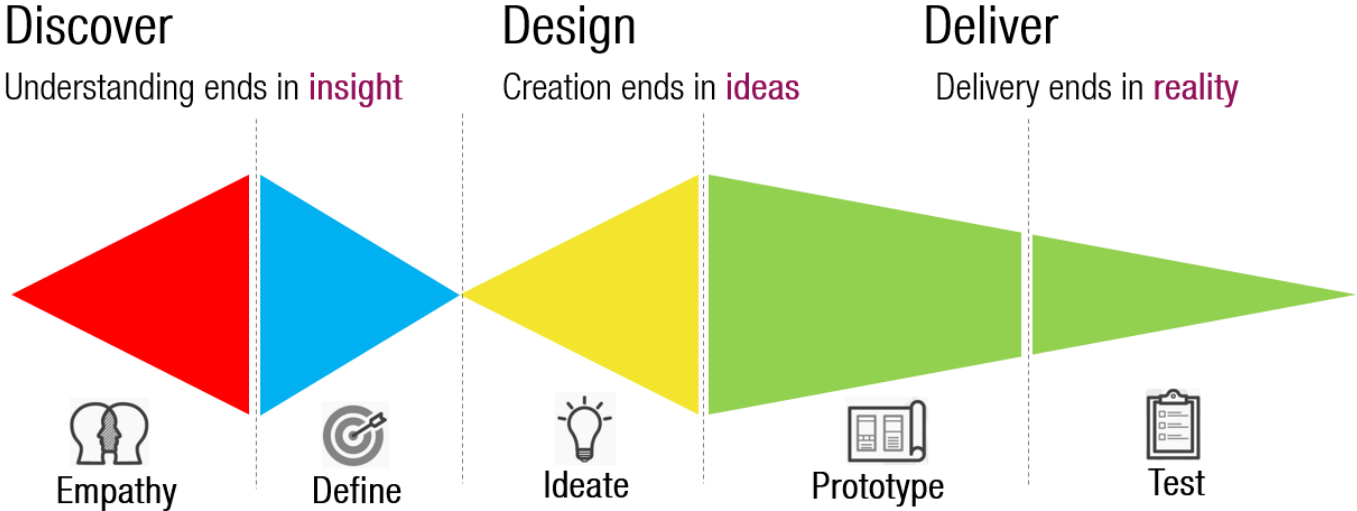 Discover
Design
Deliver
Understanding ends in insight
Creation ends in ideas
Delivery ends in reality
Empathy
Define
Ideate
Prototype
Test